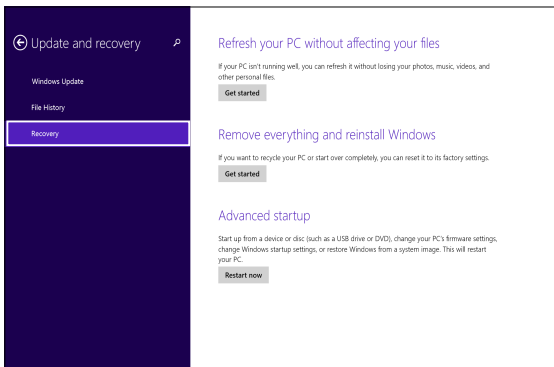 Update and recovery
Windows Update
File History
Recovery
Refresh your PC without affecting your files
If your PC isn't running well, you can refresh it without losing your photos, music, videos, and
other personal files.
Get started
Remove everything and reinstall Windows
If you want to recycle your PC or start over completely, you can reset it to its factory settings.
Get started
Advanced startup
Start up from a device or disc (such as a USB drive or DVD), change your PC's firmware settings,
change Windows startup settings, or restore Windows from a system image. This will restart
your PC.
Restart now